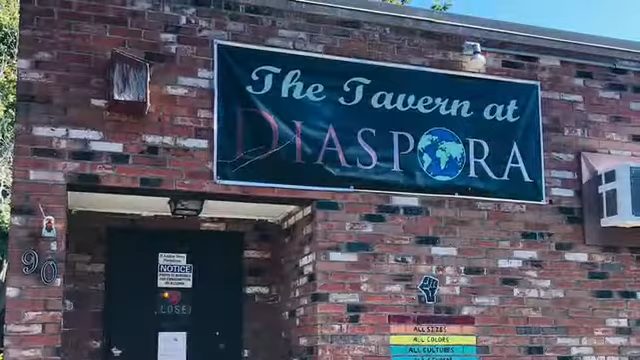 The Tavern at
DIASPORA
90
NOTICE
CLOSED
ALL SIZES
ALL COLORS
ALL CULTURES